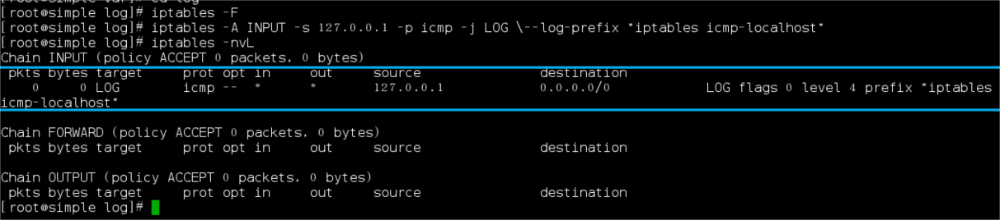 [root@simple log]# iptables -F
[root@simple log]# iptables -A INPUT -s 127.0.0.1 -p icmp -j LOG \--log-prefix "iptables icmp-localhost"
[root@simple log]# iptables -nvL
Chain INPUT (policy ACCEPT 0 packets, 0 bytes)
pkts bytes target prot opt in out source destination
0 0 LOG icmp -- * * 127.0.0.1 0.0.0.0/0 LOG flags 0 level 4 prefix "iptables
icmp-localhost"
Chain FORWARD (policy ACCEPT 0 packets, 0 bytes)
pkts bytes target prot opt in out source destination
Chain OUTPUT (policy ACCEPT 0 packets, 0 bytes)
pkts bytes target prot opt in out source destination
[root@simple log]#